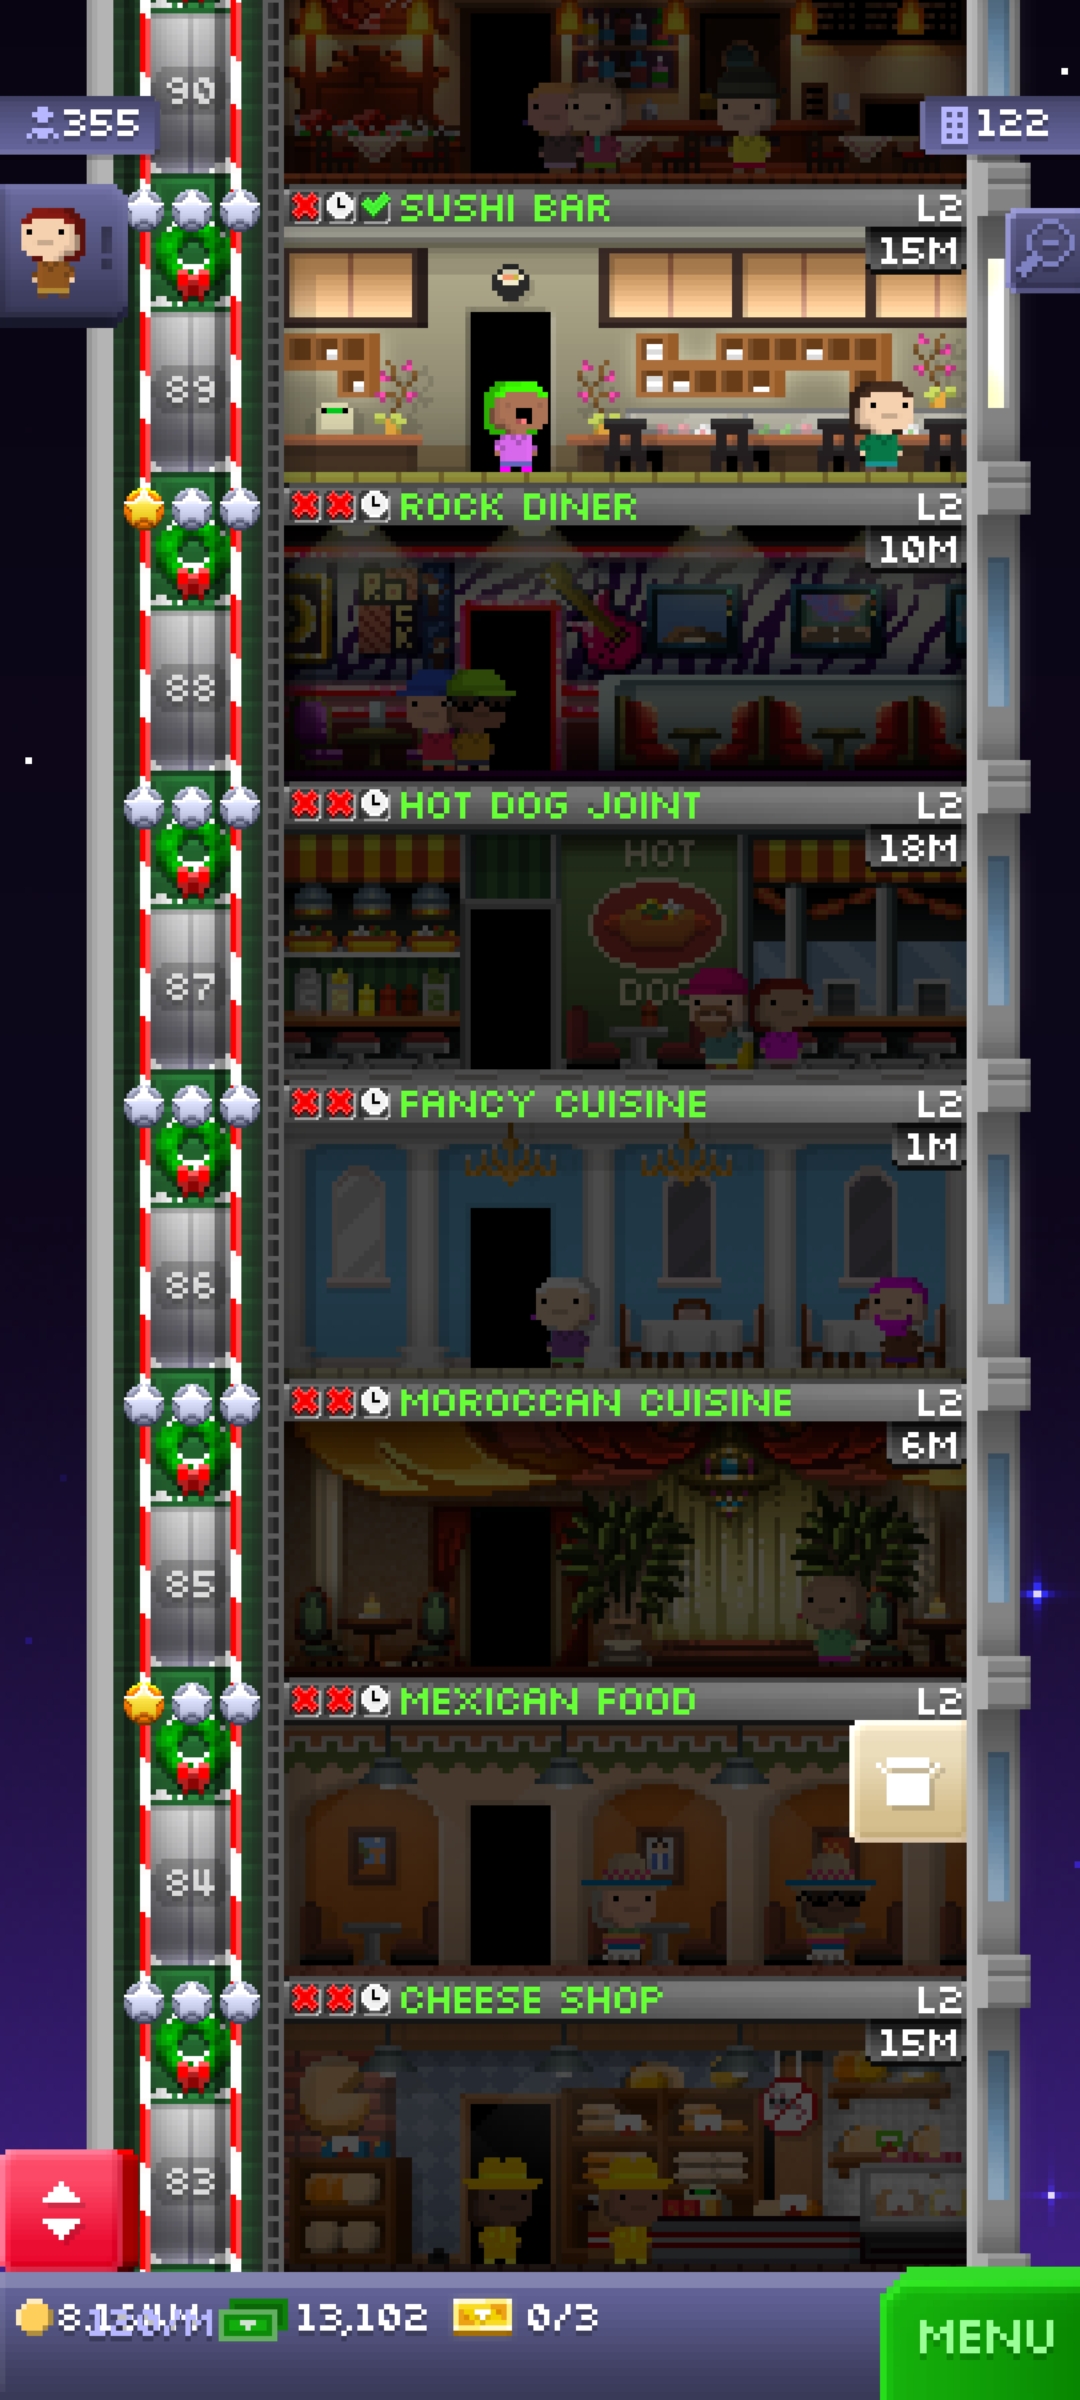 90
355
122
SUSHI BAR L2
15M
89
ROCK DINER L2
10M
ROCK
88
HOT DOG JOINT L2
18M
HOT
DOG
87
FANCY CUISINE L2
1M
86
MOROCCAN CUISINE L2
6M
85
MEXICAN FOOD L2
84
CHEESE SHOP L2
15M
83
13,102
0/3
MENU